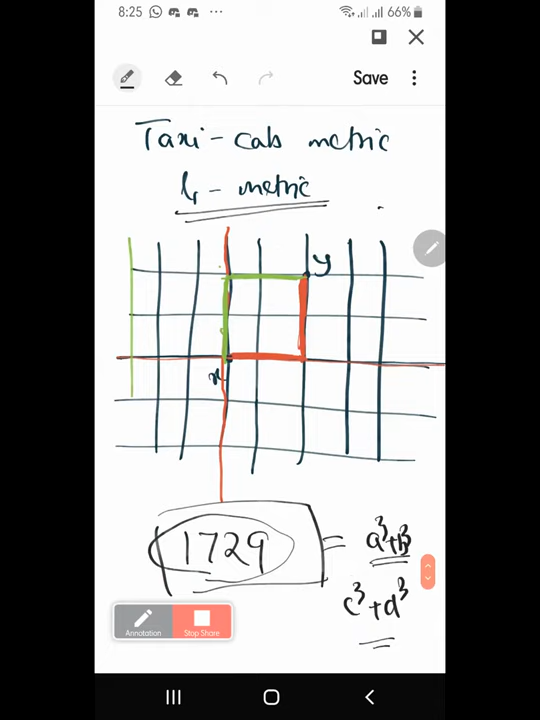 8:25 ... 66%
Save
Taxi-cab metric
l₁ - metric
y
x
1729 = a³+b³
c³+d³
Annotation Stop Share